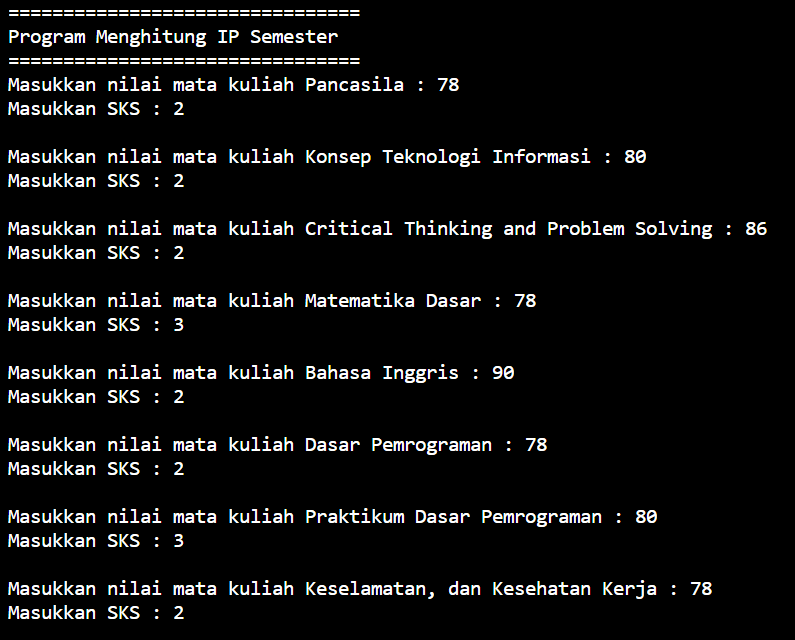 ================================
Program Menghitung IP Semester
================================
Masukkan nilai mata kuliah Pancasila : 78
Masukkan SKS : 2
Masukkan nilai mata kuliah Konsep Teknologi Informasi : 80
Masukkan SKS : 2
Masukkan nilai mata kuliah Critical Thinking and Problem Solving : 86
Masukkan SKS : 2
Masukkan nilai mata kuliah Matematika Dasar : 78
Masukkan SKS : 3
Masukkan nilai mata kuliah Bahasa Inggris : 90
Masukkan SKS : 2
Masukkan nilai mata kuliah Dasar Pemrograman : 78
Masukkan SKS : 2
Masukkan nilai mata kuliah Praktikum Dasar Pemrograman : 80
Masukkan SKS : 3
Masukkan nilai mata kuliah Keselamatan, dan Kesehatan Kerja : 78
Masukkan SKS : 2